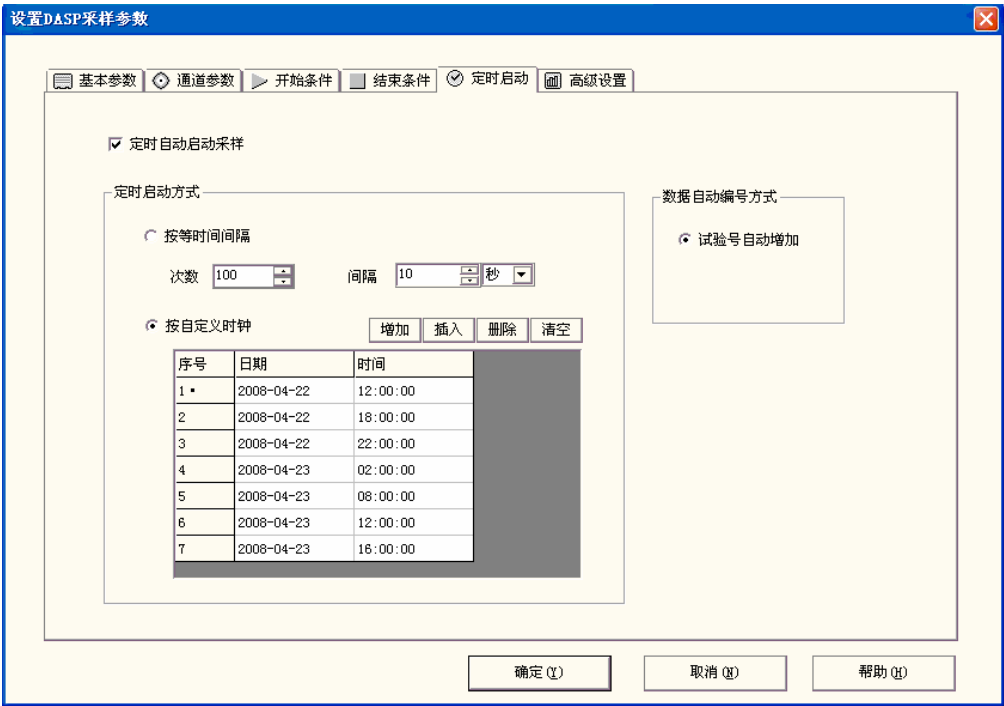 设置DASP采样参数
基本参数 通道参数 开始条件 结束条件 定时启动 高级设置
定时自动启动采样
定时启动方式
按等时间间隔
次数 100 间隔 10 秒
按自定义时钟 增加 插入 删除 清空
序号 日期 时间
1 2008-04-22 12:00:00
2 2008-04-22 18:00:00
3 2008-04-22 22:00:00
4 2008-04-23 02:00:00
5 2008-04-23 08:00:00
6 2008-04-23 12:00:00
7 2008-04-23 16:00:00
数据自动编号方式
试验号自动增加
确定(Y) 取消(N) 帮助(H)